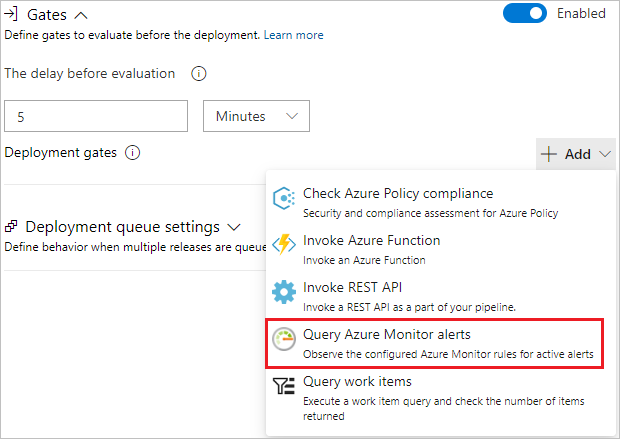 Gates
Enabled
Define gates to evaluate before the deployment. Learn more
The delay before evaluation
5
Minutes
Deployment gates
Add
Check Azure Policy compliance
Security and compliance assessment for Azure Policy
Deployment queue settings
Define behavior when multiple releases are queue
Invoke Azure Function
Invoke an Azure Function
Invoke REST API
Invoke a REST API as a part of your pipeline.
Query Azure Monitor alerts
Observe the configured Azure Monitor rules for active alerts
Query work items
Execute a work item query and check the number of items
returned